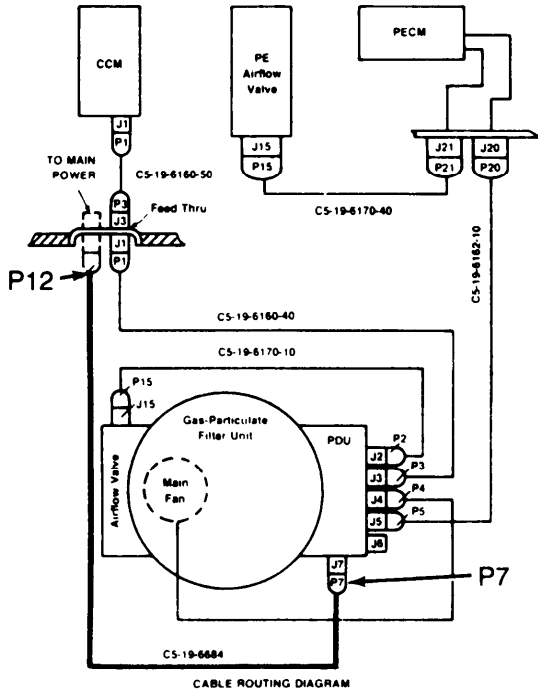 CCM
PE
Airflow
Valve
PECM
J1
P1
J15
P15
J21
P21
J20
P20
TO MAIN
POWER
C5-19-6160-50
P3
J3
Feed Thru
J1
P1
P12
C5-19-6170-40
C5-19-6162-10
C5-19-6160-40
C5-19-6170-10
P15
J15
Gas-Particulate
Filter Unit
PDU
Airflow Valve
Main
Fan
J2
P2
J3
P3
J4
P4
J5
P5
J6
J7
P7
P7
C5-19-6684
CABLE ROUTING DIAGRAM